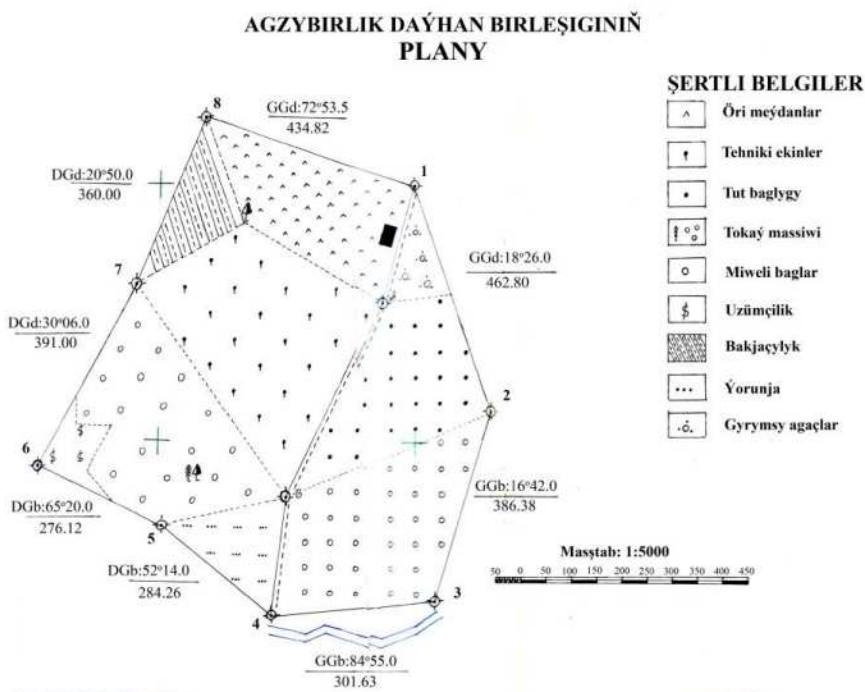 AGZYBIRLIK DAÝHAN BIRLEŞIGINIŇ
PLANY
8
GGd:72°53.5
434.82
DGd:20°50.0
360.00
1
GGd:18°26.0
462.80
7
DGd:30°06.0
391.00
2
6
GGb:16°42.0
386.38
DGb:65°20.0
276.12
5
DGb:52°14.0
284.26
4
3
GGb:84°55.0
301.63
ŞERTLI BELGILER
Öri meýdanlar
Tehniki ekinler
Tut baglygy
Tokaý massiwi
Miweli baglar
Uzümçilik
Bakjaçylyk
Ýorunja
Gyrymsy agaçlar
Masştab: 1:5000
50 0 50 100 150 200 250 300 350 400 450